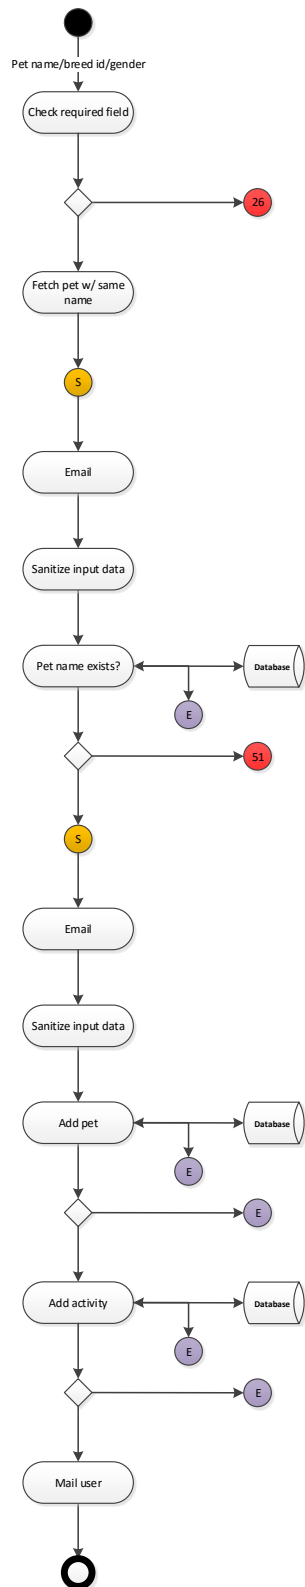 Pet name/breed id/gender
Check required field
26
Fetch pet w/ same
name
S
Email
Sanitize input data
Pet name exists?
Database
E
51
S
Email
Sanitize input data
Add pet
Database
E
E
Add activity
Database
E
E
Mail user